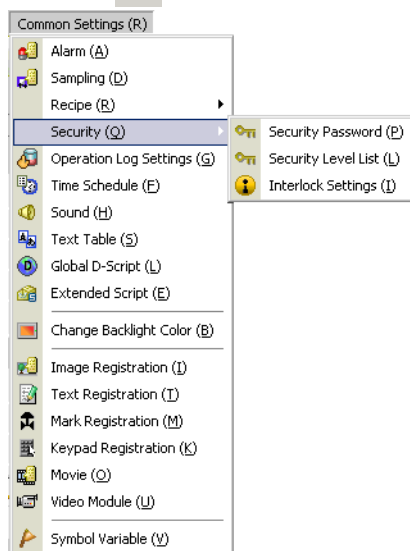 Common Settings (R)
Alarm (A)
Sampling (D)
Recipe (R)
Security (Q)
Security Password (P)
Operation Log Settings (G)
Security Level List (L)
Time Schedule (F)
Interlock Settings (I)
Sound (H)
Text Table (S)
Global D-Script (L)
Extended Script (E)
Change Backlight Color (B)
Image Registration (I)
Text Registration (T)
Mark Registration (M)
Keypad Registration (K)
Movie (O)
Video Module (U)
Symbol Variable (V)